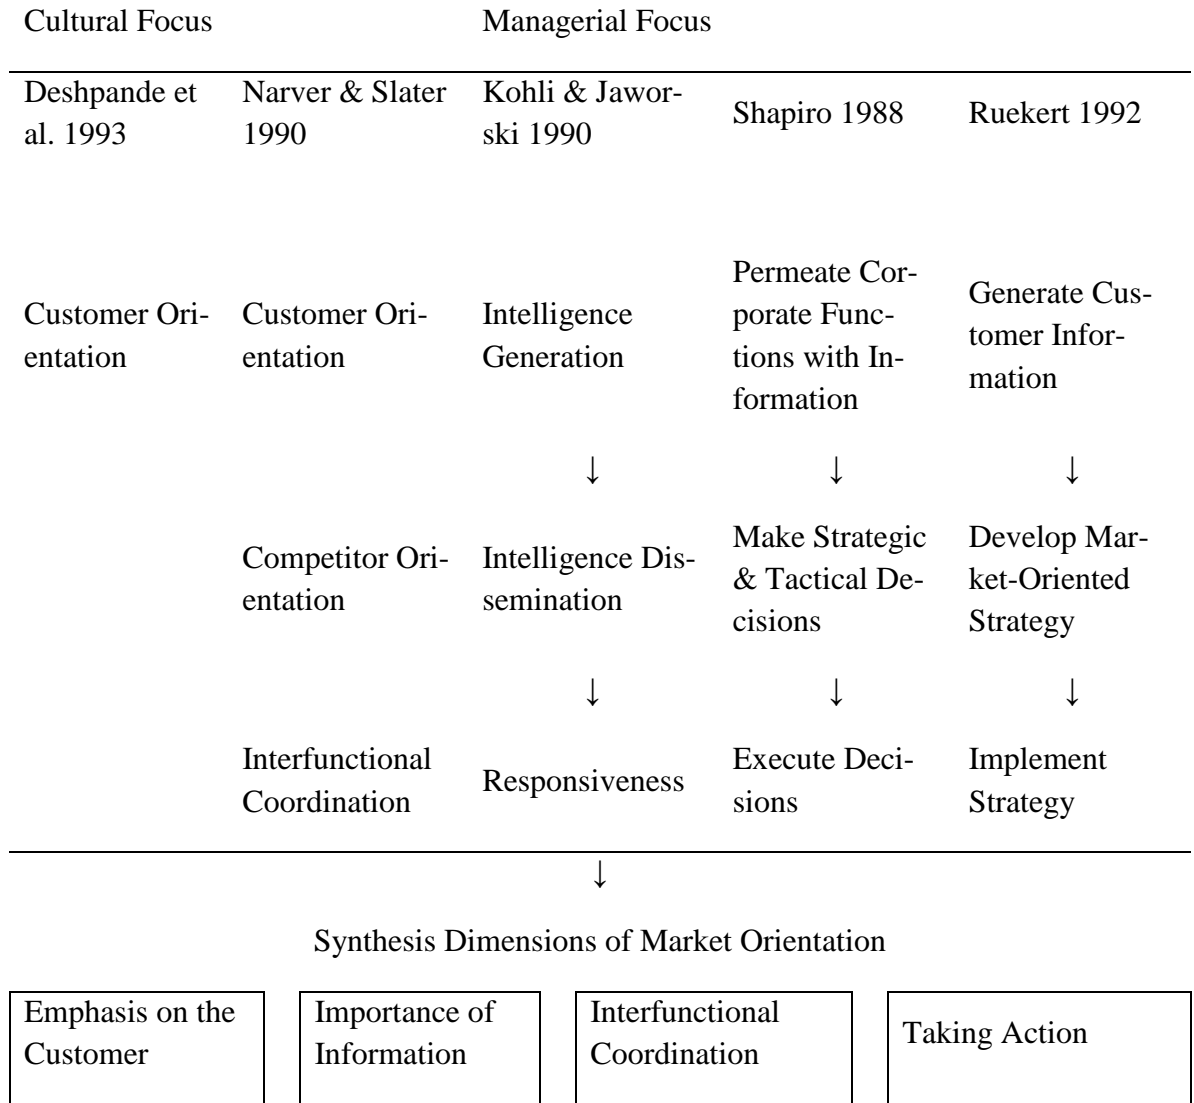 Cultural Focus
Managerial Focus
Deshpande et
al. 1993
Narver & Slater
1990
Kohli & Jawor-
ski 1990
Shapiro 1988
Ruekert 1992
Customer Ori-
entation
Customer Ori-
entation
Intelligence
Generation
Permeate Cor-
porate Func-
tions with In-
formation
Generate Cus-
tomer Infor-
mation
↓
↓
↓
Competitor Ori-
entation
Intelligence Dis-
semination
Make Strategic
& Tactical De-
cisions
Develop Mar-
ket-Oriented
Strategy
↓
↓
↓
Interfunctional
Coordination
Responsiveness
Execute Deci-
sions
Implement
Strategy
↓
Synthesis Dimensions of Market Orientation
Emphasis on the
Customer
Importance of
Information
Interfunctional
Coordination
Taking Action